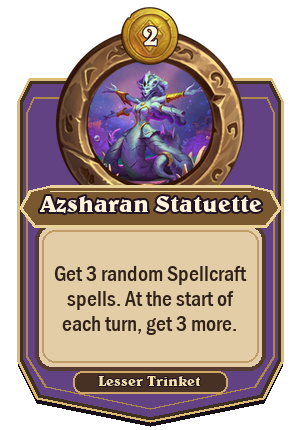 2
Azsharan Statuette
Get 3 random Spellcraft
spells. At the start of
each turn, get 3 more.
Lesser Trinket